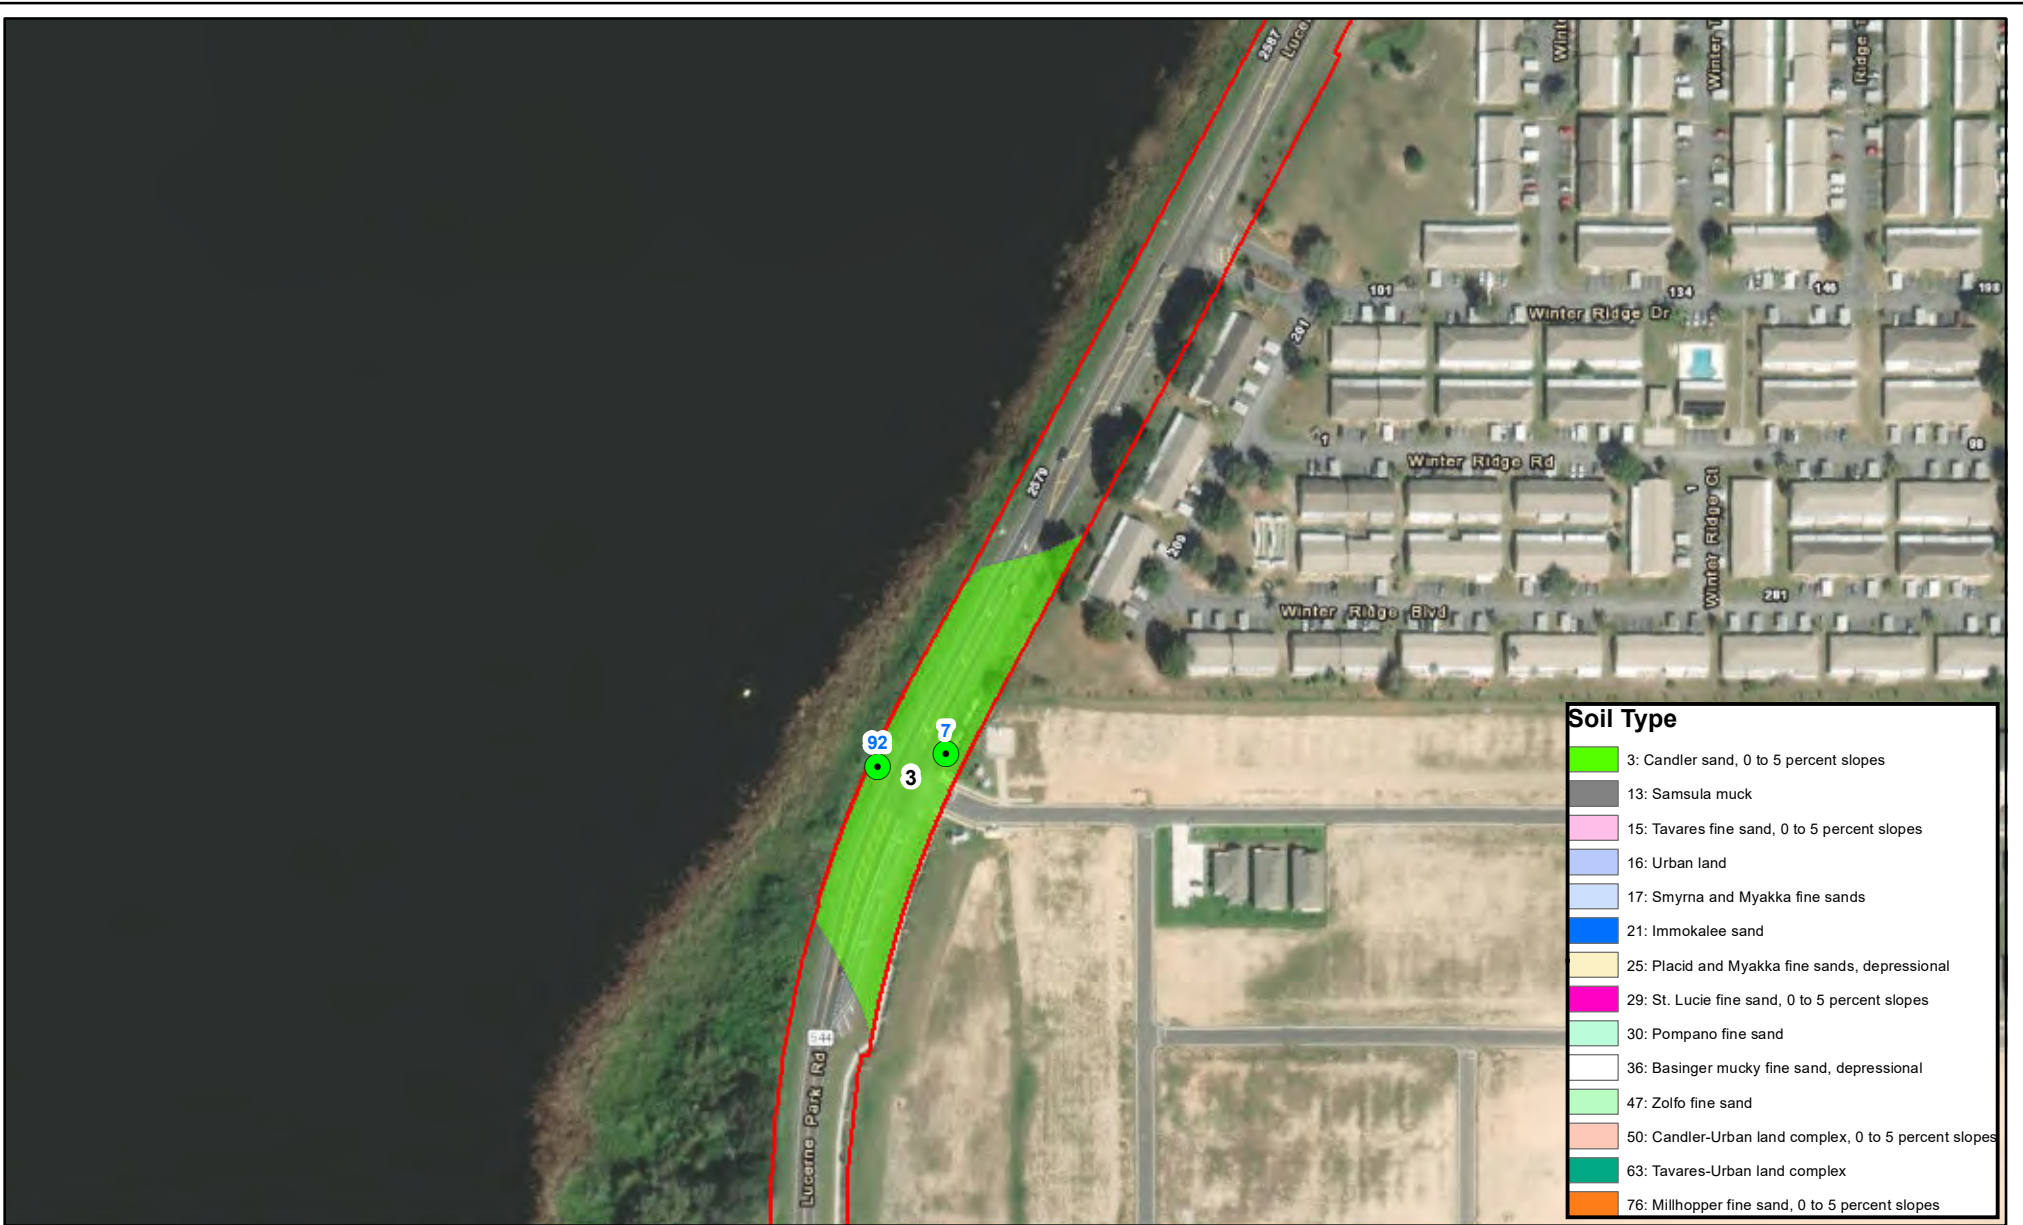 2587
Luce
Wint
Winter T
Ridge T
101
134
146
198
201
Winter Ridge Dr
1
Winter Ridge Rd
98
2579
1
Winter Ridge Ct
209
Winter Ridge Blvd
281
92
7
3
544
Lucerne Park Rd
Soil Type
3: Candler sand, 0 to 5 percent slopes
13: Samsula muck
15: Tavares fine sand, 0 to 5 percent slopes
16: Urban land
17: Smyrna and Myakka fine sands
21: Immokalee sand
25: Placid and Myakka fine sands, depressional
29: St. Lucie fine sand, 0 to 5 percent slopes
30: Pompano fine sand
36: Basinger mucky fine sand, depressional
47: Zolfo fine sand
50: Candler-Urban land complex, 0 to 5 percent slopes
63: Tavares-Urban land complex
76: Millhopper fine sand, 0 to 5 percent slopes